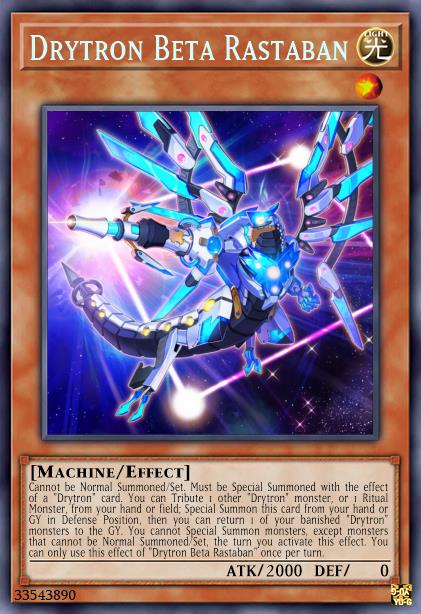 DRYTRON BETA RASTABAN
LIGHT
光
[MACHINE/EFFECT]
Cannot be Normal Summoned/Set. Must be Special Summoned with the effect
of a "Drytron" card. You can Tribute 1 other "Drytron" monster, or 1 Ritual
Monster, from your hand or field; Special Summon this card from your hand or
GY in Defense Position, then you can return 1 of your banished "Drytron"
monsters to the GY. You cannot Special Summon monsters, except monsters
that cannot be Normal Summoned/Set, the turn you activate this effect. You
can only use this effect of "Drytron Beta Rastaban" once per turn.
ATK/2000 DEF/ 0
33543890